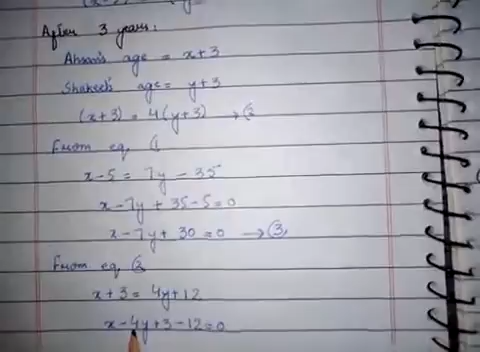 After 3 years:
Ahsan's age = x+3
Shakeel's age = y+3
(x+3) = 4(y+3) → ②
From eq ①
x-5 = 7y - 35
x-7y + 35-5=0
x-7y+ 30 =0 → ③
From eq ②
x+3 = 4y+12
x-4y+3-12=0